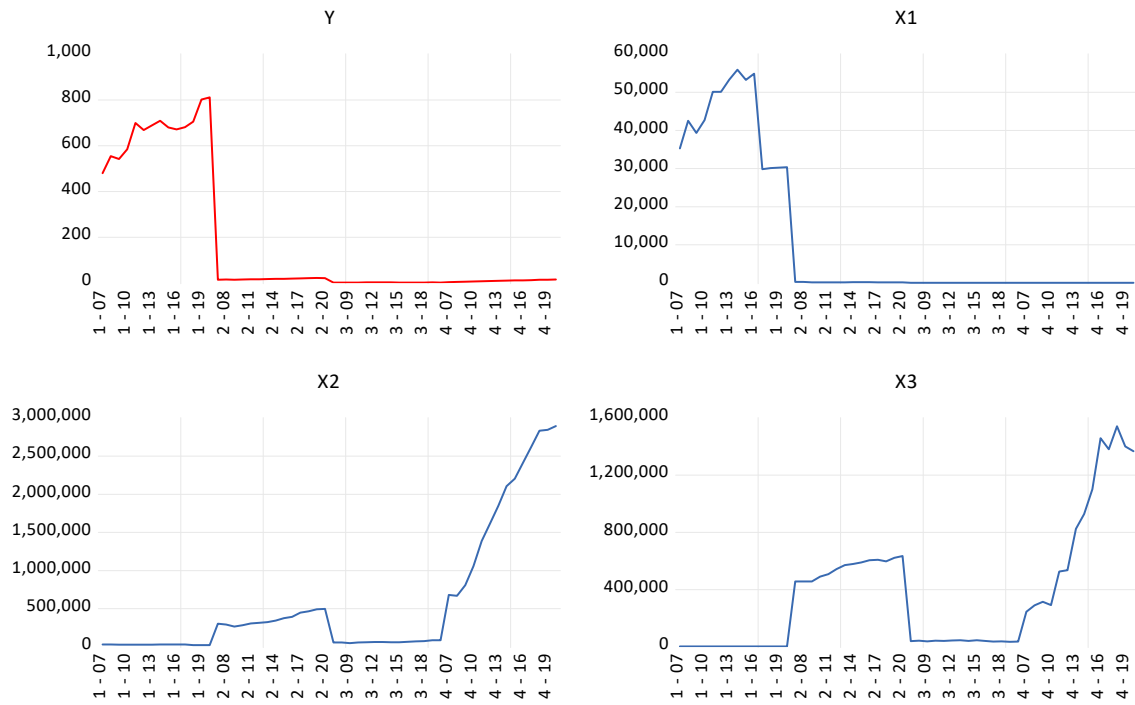 Y
1,000
800
600
400
200
0
1 - 07
1 - 10
1 - 13
1 - 16
1 - 19
2 - 08
2 - 11
2 - 14
2 - 17
2 - 20
3 - 09
3 - 12
3 - 15
3 - 18
4 - 07
4 - 10
4 - 13
4 - 16
4 - 19
X1
60,000
50,000
40,000
30,000
20,000
10,000
0
1 - 07
1 - 10
1 - 13
1 - 16
1 - 19
2 - 08
2 - 11
2 - 14
2 - 17
2 - 20
3 - 09
3 - 12
3 - 15
3 - 18
4 - 07
4 - 10
4 - 13
4 - 16
4 - 19
X2
3,000,000
2,500,000
2,000,000
1,500,000
1,000,000
500,000
0
1 - 07
1 - 10
1 - 13
1 - 16
1 - 19
2 - 08
2 - 11
2 - 14
2 - 17
2 - 20
3 - 09
3 - 12
3 - 15
3 - 18
4 - 07
4 - 10
4 - 13
4 - 16
4 - 19
X3
1,600,000
1,200,000
800,000
400,000
0
1 - 07
1 - 10
1 - 13
1 - 16
1 - 19
2 - 08
2 - 11
2 - 14
2 - 17
2 - 20
3 - 09
3 - 12
3 - 15
3 - 18
4 - 07
4 - 10
4 - 13
4 - 16
4 - 19